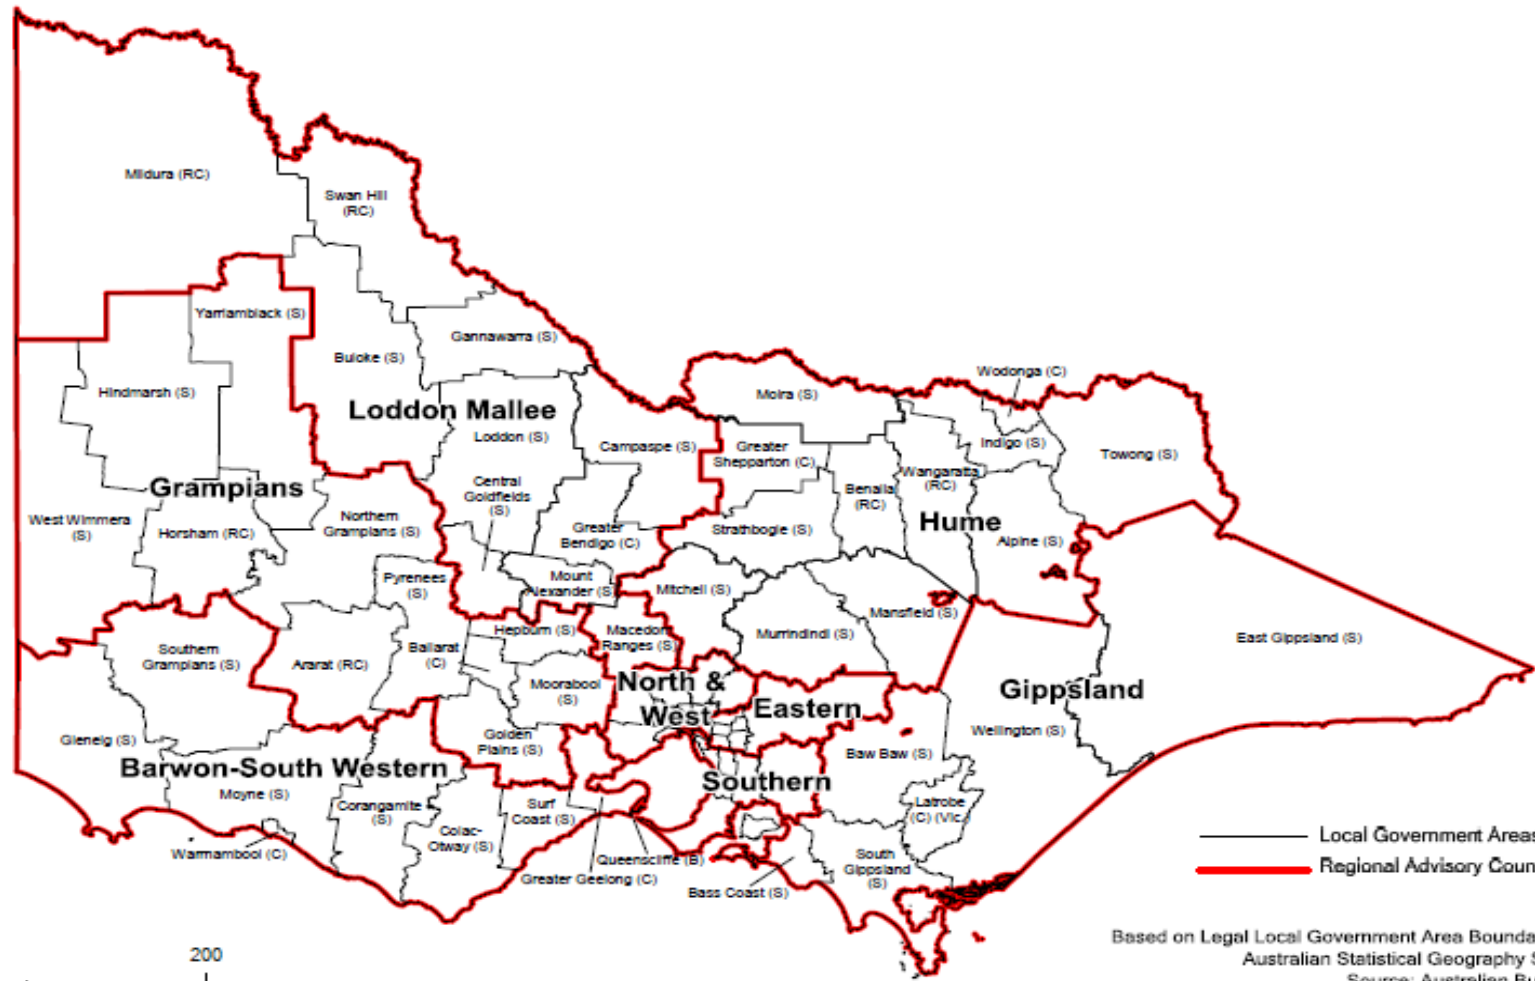 Mildura (RC)
Swan Hill
(RC)
Yarriambiack (S)
Gannawarra (S)
Buloke (S)
Hindmarsh (S)
Wodonga (C)
Moira (S)
Loddon Mallee
Loddon (S)
Campaspe (S)
Greater
Shepparton (C)
Indigo (S)
Towong (S)
Wangaratta
(RC)
Benalla
(RC)
Central
Goldfields
(S)
Grampians
West Wimmera
(S)
Horsham (RC)
Northern
Grampians (S)
Greater
Bendigo (C)
Strathbogie (S)
Hume
Alpine (S)
Pyrenees
(S)
Mount
Alexander (S)
Mitchell (S)
Mansfield (S)
Murrindindi (S)
Hepburn (S)
Macedon
Ranges (S)
East Gippsland (S)
Southern
Grampians (S)
Ararat (RC)
Ballarat
(C)
Moorabool
(S)
North &
West
Eastern
Gippsland
Wellington (S)
Glenelg (S)
Golden
Plains (S)
Baw Baw (S)
Barwon-South Western
Moyne (S)
Southern
Corangamite
(S)
Surf
Coast (S)
Latrobe
(C) (Vic.)
Colac-
Otway (S)
Warrnambool (C)
Queenscliffe (B)
Greater Geelong (C)
Bass Coast (S)
South
Gippsland
(S)
Local Government Areas
Regional Advisory Coun
Based on Legal Local Government Area Bounda
Australian Statistical Geography S
Source: Australian Bu
200